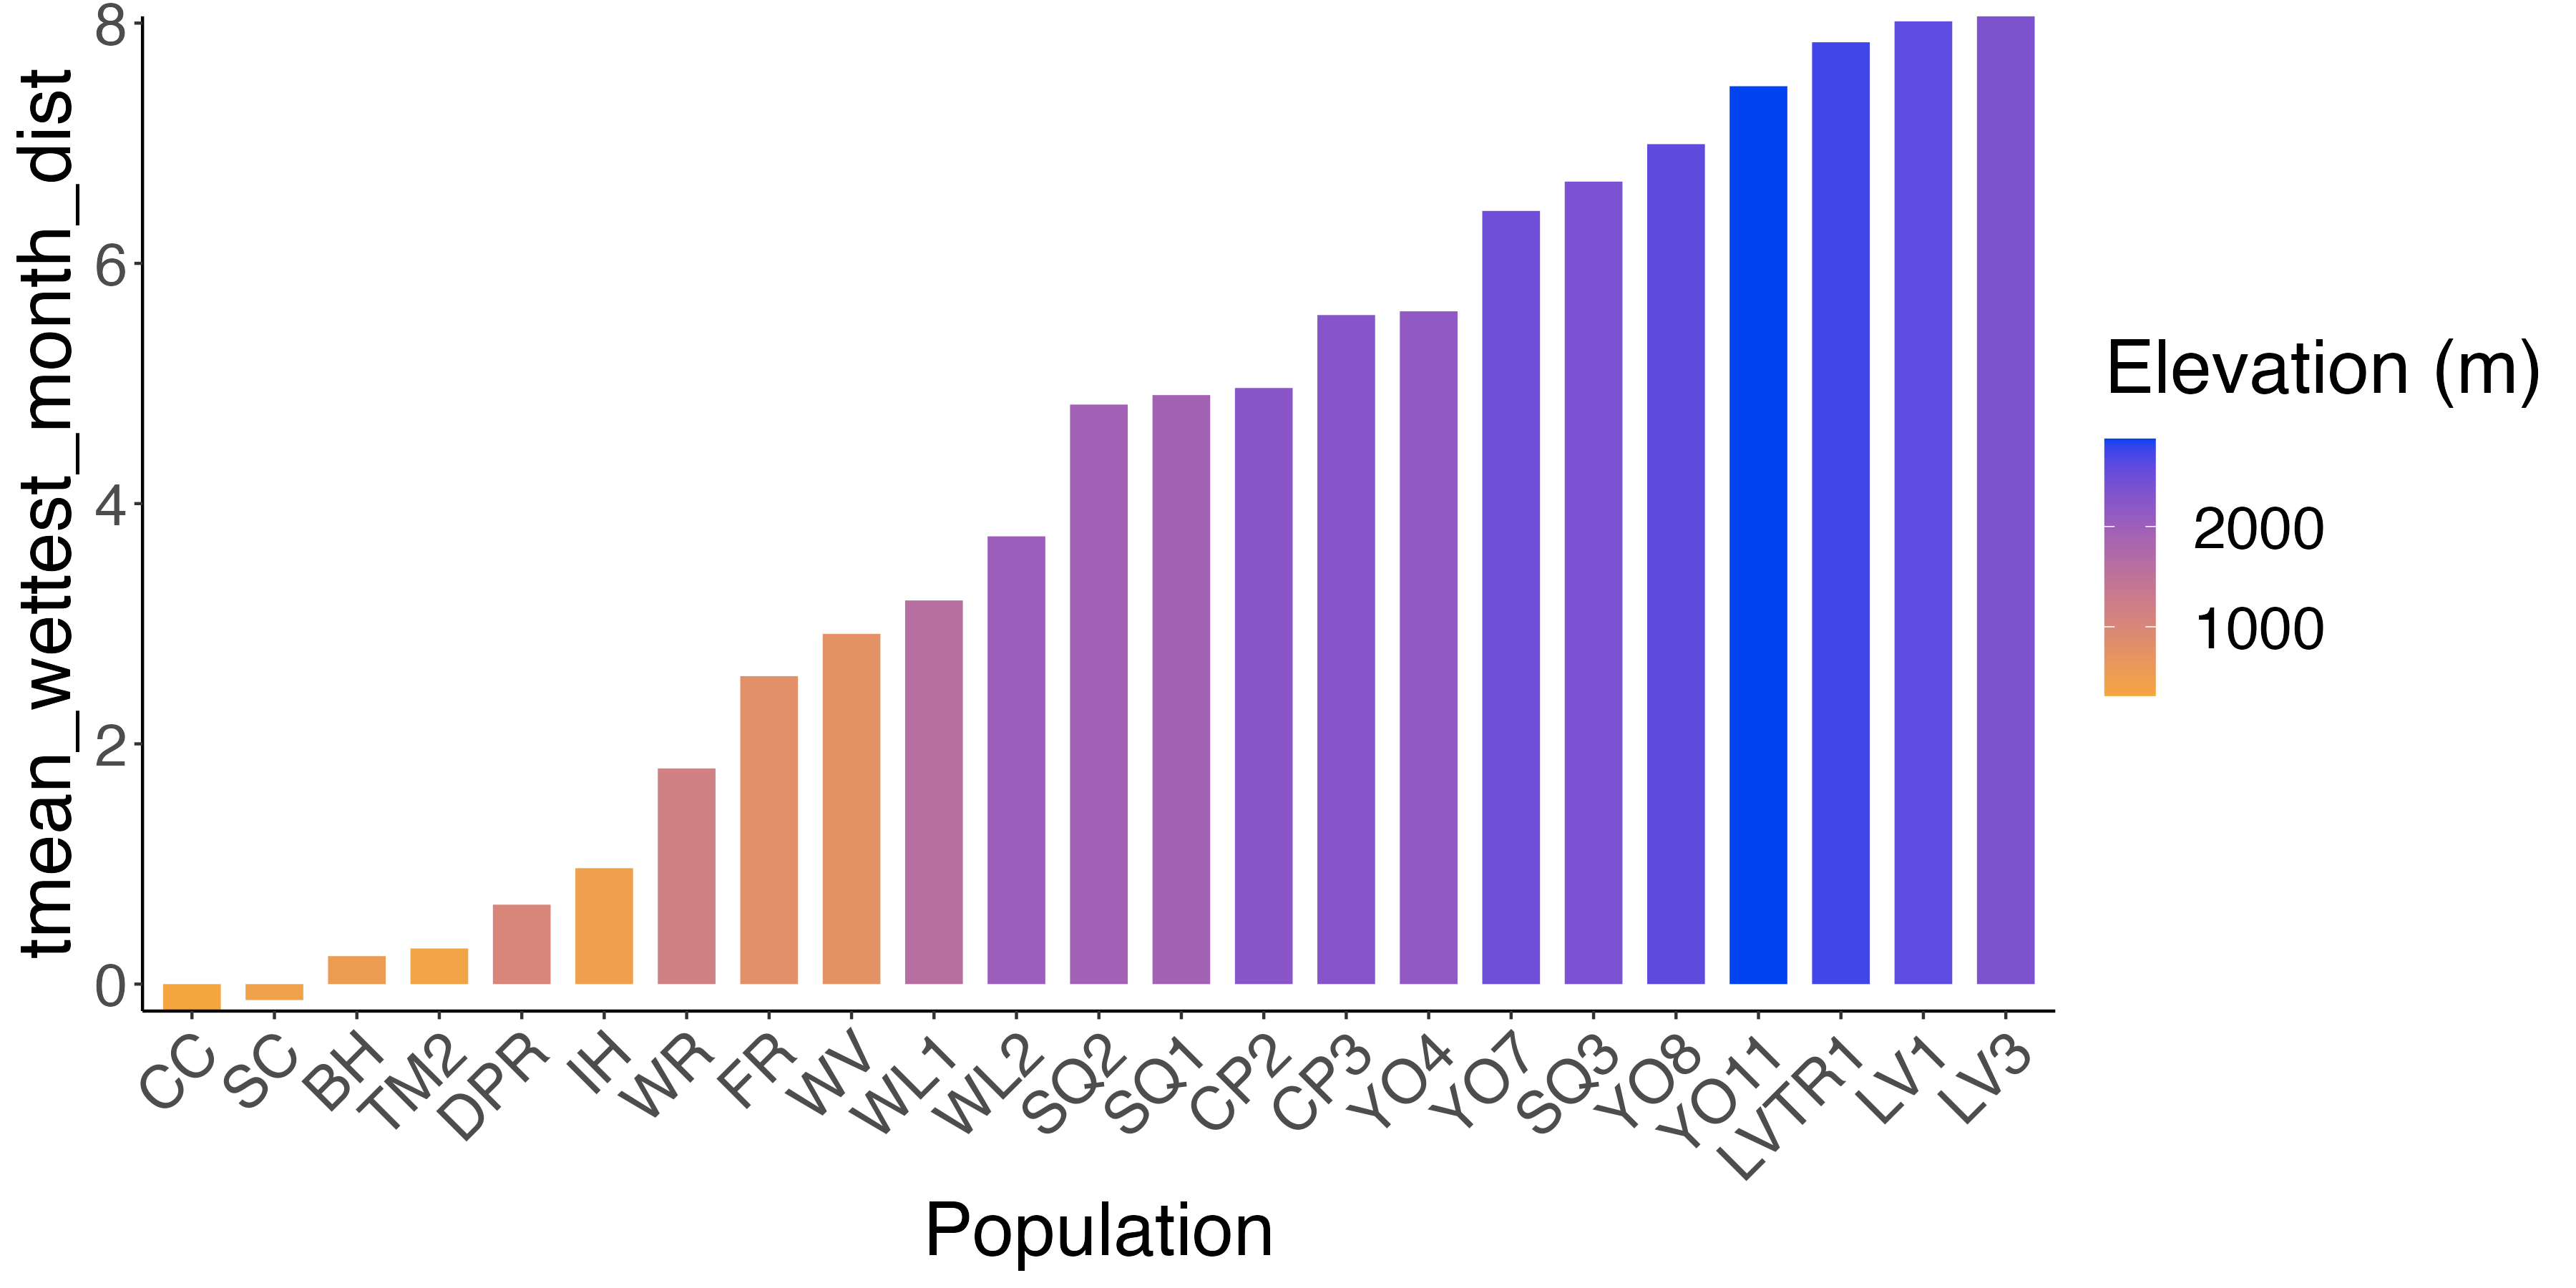 tmean_wettest_month_dist
8
6
4
2
0
CC
SC
BH
TM2
DPR
IH
WR
FR
WV
WL1
WL2
SQ2
SQ1
CP2
CP3
YO4
YO7
SQ3
YO8
YO11
LVTR1
LV1
LV3
Population
Elevation (m)
2000
1000